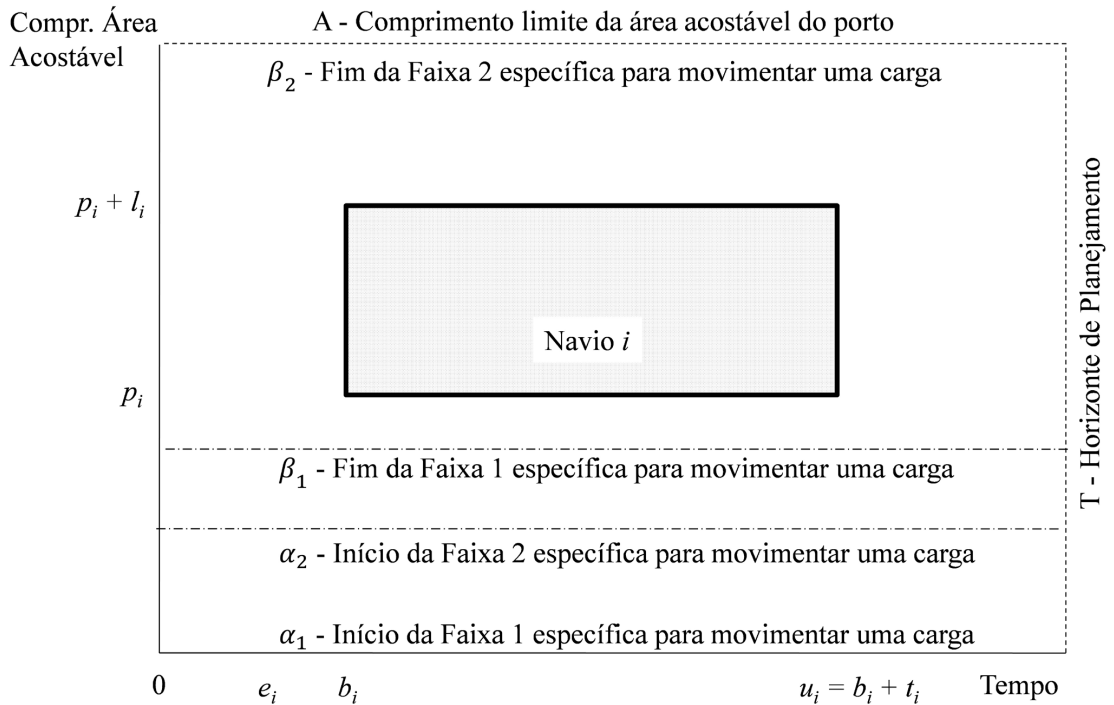 Compr. Área
Acostável
A - Comprimento limite da área acostável do porto
β₂ - Fim da Faixa 2 específica para movimentar uma carga
pᵢ + lᵢ
Navio i
pᵢ
T - Horizonte de Planejamento
β₁ - Fim da Faixa 1 específica para movimentar uma carga
α₂ - Início da Faixa 2 específica para movimentar uma carga
α₁ - Início da Faixa 1 específica para movimentar uma carga
0 eᵢ bᵢ uᵢ = bᵢ + tᵢ Tempo